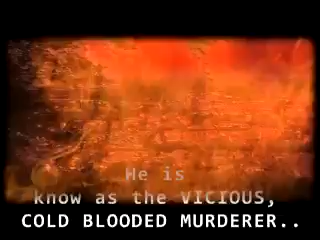 He is
know as the VICIOUS,
COLD BLOODED MURDERER..